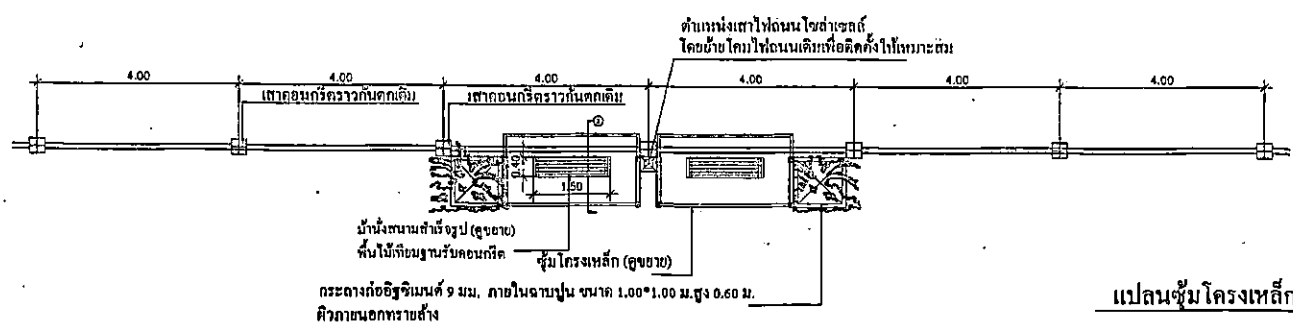 ตำแหน่งเสาไฟถนนโซล่าเซลล์
โดยย้ายโคมไฟถนนเดิมเพื่อติดตั้งให้เหมาะสม
4.00 4.00 4.00 4.00 4.00 4.00
เสาคอนกรีตราวกันตกเดิม เสาคอนกรีตราวกันตกเดิม
0.40
1.50
ม้านั่งสนามสำเร็จรูป (ดูขยาย)
พื้นไม้เทียมฐานรับคอนกรีต
ซุ้มโครงเหล็ก (ดูขยาย)
กระถางก่ออิฐซิเมนต์ 9 มม. ภายในฉาบปูน ขนาด 1.00*1.00 ม.สูง 0.60 ม.
ผิวภายนอกทรายล้าง
แปลนซุ้มโครงเหล็ก